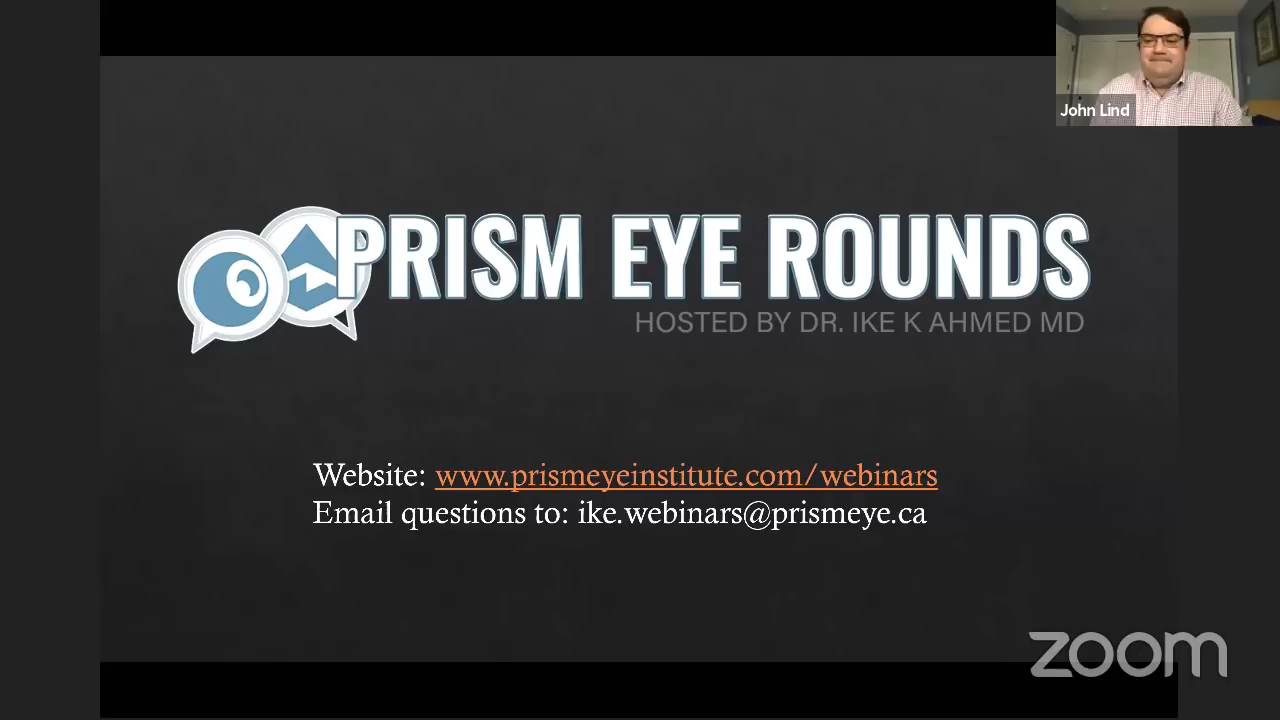 John Lind
PRISM EYE ROUNDS
HOSTED BY DR. IKE K AHMED MD
Website: www.prismeyeinstitute.com/webinars
Email questions to: ike.webinars@prismeye.ca
zoom